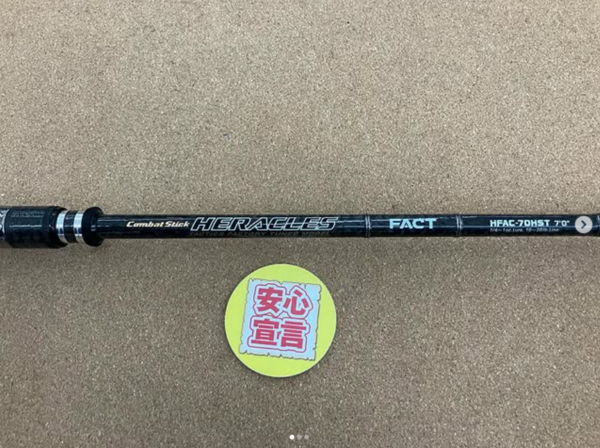 Combat Stick HERACLES
FACT
HFAC-70HST 7'0"
安心
宣言